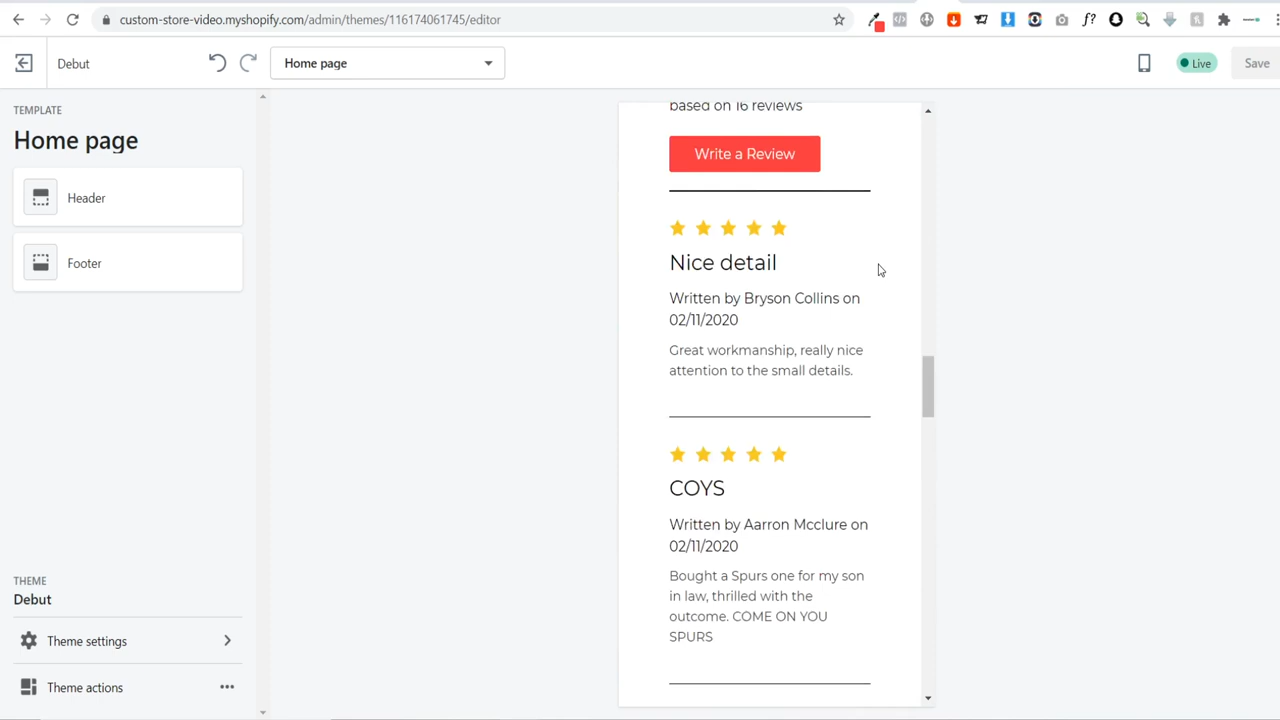 custom-store-video.myshopify.com/admin/themes/116174061745/editor
f?
Debut
Home page
Live
Save
TEMPLATE
Home page
Header
Footer
THEME
Debut
Theme settings
Theme actions
based on 16 reviews
Write a Review
Nice detail
Written by Bryson Collins on
02/11/2020
Great workmanship, really nice
attention to the small details.
COYS
Written by Aarron Mcclure on
02/11/2020
Bought a Spurs one for my son
in law, thrilled with the
outcome. COME ON YOU
SPURS